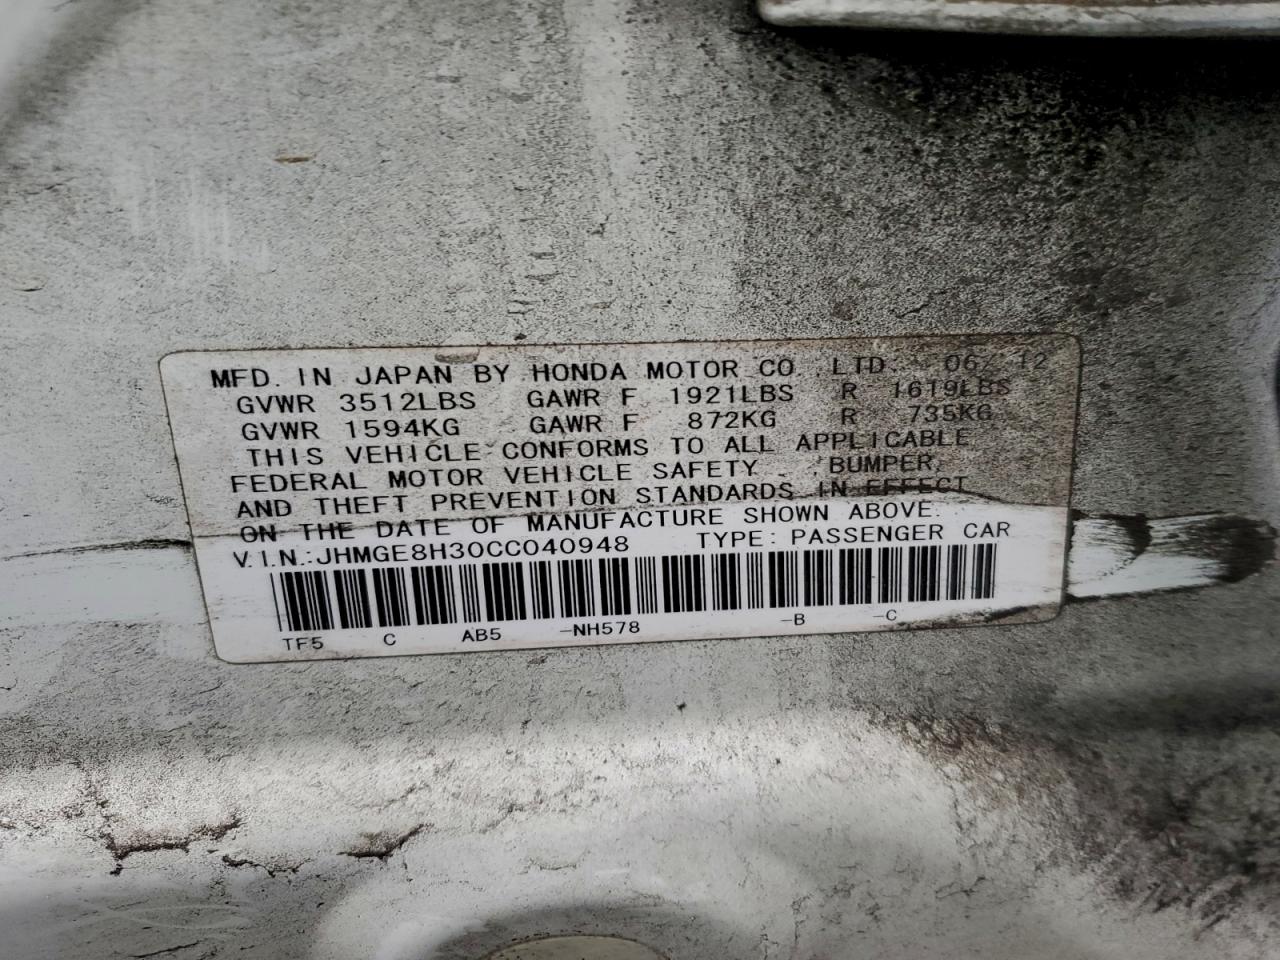 MFD. IN JAPAN BY HONDA MOTOR CO., LTD. 06/12
GVWR 3512LBS GAWR F 1921LBS R 1619LBS
GVWR 1594KG GAWR F 872KG R 735KG
THIS VEHICLE CONFORMS TO ALL APPLICABLE
FEDERAL MOTOR VEHICLE SAFETY, BUMPER,
AND THEFT PREVENTION STANDARDS IN EFFECT
ON THE DATE OF MANUFACTURE SHOWN ABOVE.
V.I.N.:JHMGE8H30CC040948 TYPE: PASSENGER CAR
TF5 C AB5 -NH578 -B -C